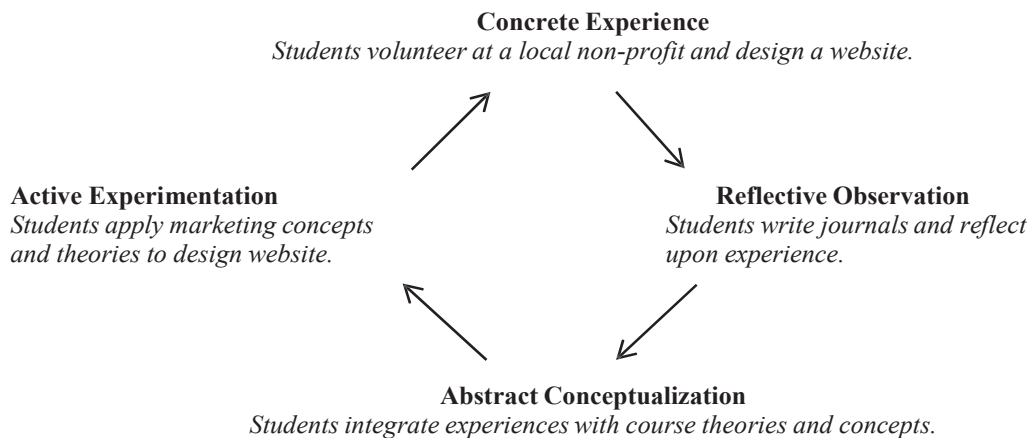 Concrete Experience
Students volunteer at a local non-profit and design a website.
Active Experimentation
Students apply marketing concepts
and theories to design website.
Reflective Observation
Students write journals and reflect
upon experience.
Abstract Conceptualization
Students integrate experiences with course theories and concepts.